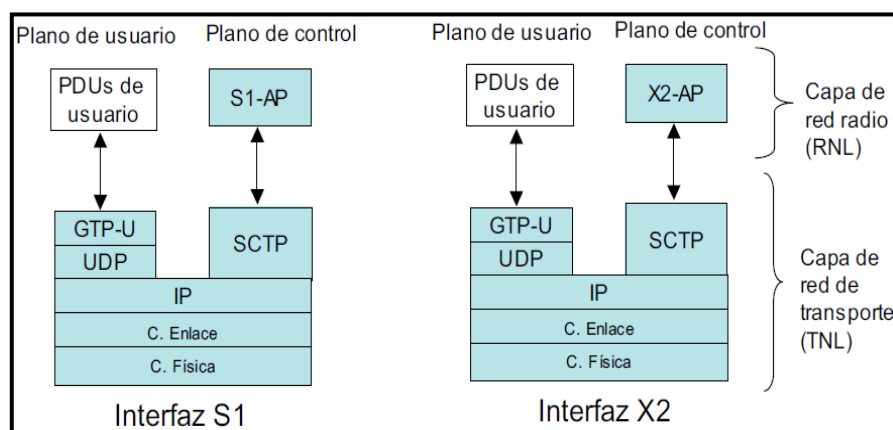 Plano de usuario
Plano de control
PDUs de
usuario
S1-AP
GTP-U
UDP
SCTP
IP
C. Enlace
C. Física
Interfaz S1
Plano de usuario
Plano de control
PDUs de
usuario
X2-AP
GTP-U
UDP
SCTP
IP
C. Enlace
C. Física
Interfaz X2
Capa de
red radio
(RNL)
Capa de
red de
transporte
(TNL)